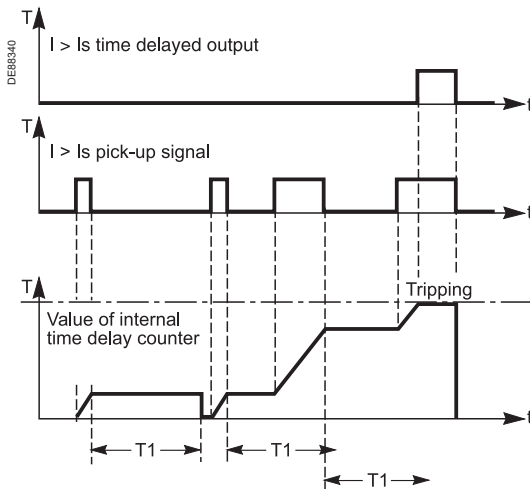 T
I > Is time delayed output
DE88340
t
T
I > Is pick-up signal
t
T
Tripping
Value of internal
time delay counter
t
T1
T1
T1